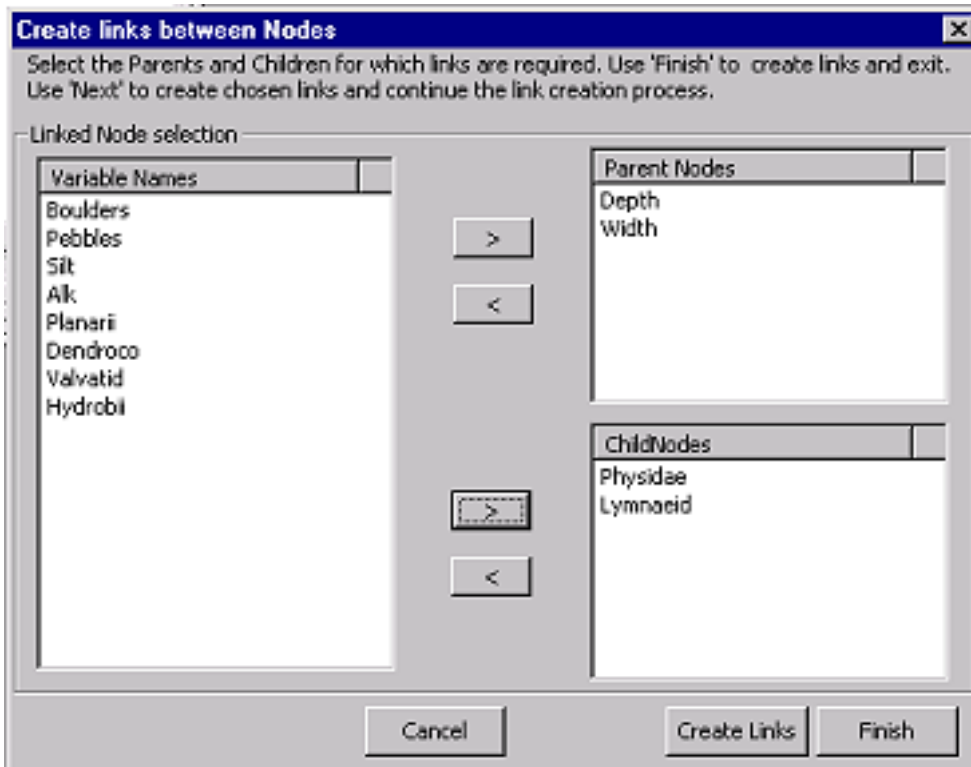 Create links between Nodes
Select the Parents and Children for which links are required. Use 'Finish' to create links and exit.
Use 'Next' to create chosen links and continue the link creation process.
Linked Node selection
Variable Names
Boulders
Pebbles
Silt
Alk
Planarii
Dendroco
Valvatid
Hydrobii
>
<
Parent Nodes
Depth
Width
>
<
ChildNodes
Physidae
Lymnaeid
Cancel
Create Links
Finish